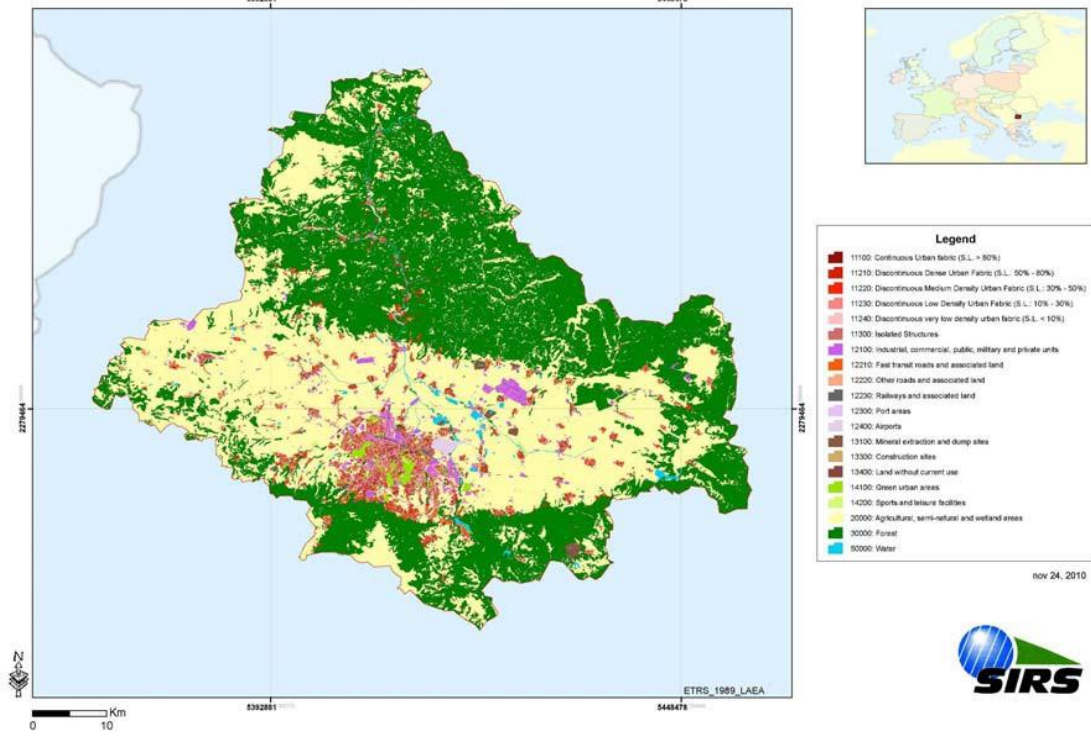 Legend
11100: Continuous Urban fabric (S.L. > 80%)
11210: Discontinuous Dense Urban Fabric (S.L.: 50% - 80%)
11220: Discontinuous Medium Density Urban Fabric (S.L.: 30% - 50%)
11230: Discontinuous Low Density Urban Fabric (S.L.: 10% - 30%)
11240: Discontinuous very low density urban fabric (S.L. < 10%)
11300: Isolated Structures
12100: Industrial, commercial, public, military and private units
12210: Fast transit roads and associated land
12220: Other roads and associated land
12230: Railways and associated land
12300: Port areas
12400: Airports
13100: Mineral extraction and dump sites
13300: Construction sites
13400: Land without current use
14100: Green urban areas
14200: Sports and leisure facilities
20000: Agricultural, semi-natural and wetland areas
30000: Forest
50000: Water
2279464
2279464
nov 24, 2010
N
ETRS_1989_LAEA
5392881
5448478
Km
0 10
SIRS